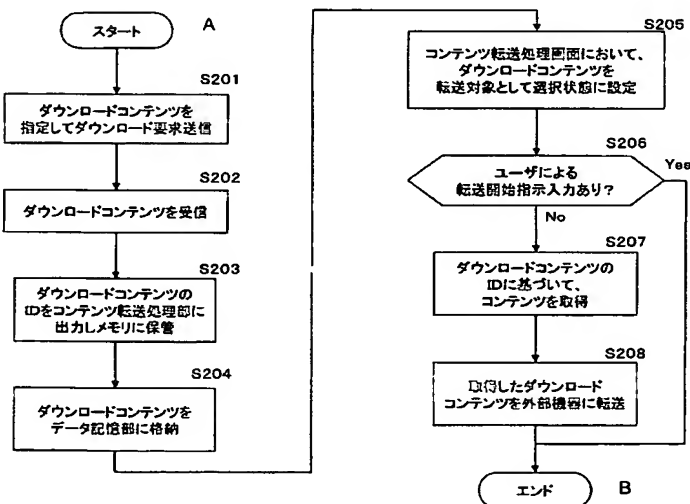 スタート
A
S201
ダウンロードコンテンツを
指定してダウンロード要求送信
S202
ダウンロードコンテンツを受信
S203
ダウンロードコンテンツの
IDをコンテンツ転送処理部に
出力しメモリに保管
S204
ダウンロードコンテンツを
データ記憶部に格納
S205
コンテンツ転送処理画面において、
ダウンロードコンテンツを
転送対象として選択状態に設定
S206
ユーザによる
転送開始指示入力あり?
Yes
No
S207
ダウンロードコンテンツの
IDに基づいて、
コンテンツを取得
S208
取得したダウンロード
コンテンツを外部機器に転送
エンド
B